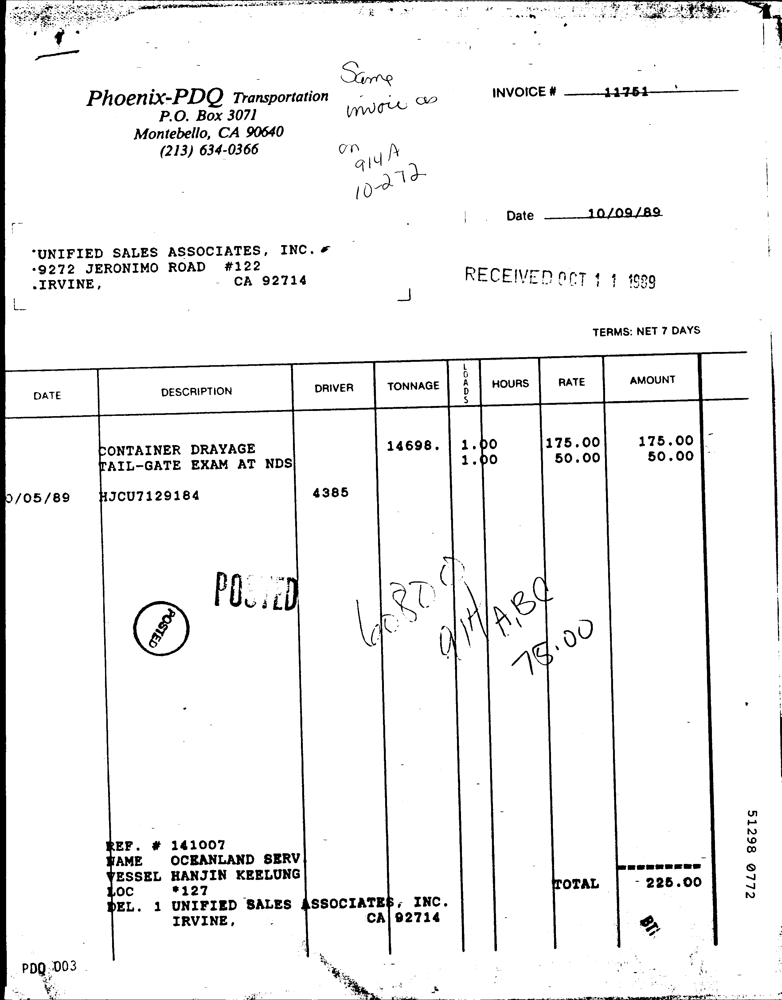 Same
invoice as
on
914 A
10-272
Phoenix-PDQ Transportation
P.O. Box 3071
Montebello, CA 90640
(213) 634-0366
INVOICE # 11751
Date 10/09/89
UNIFIED SALES ASSOCIATES, INC.
9272 JERONIMO ROAD #122
IRVINE, CA 92714
RECEIVED OCT 1 1 1989
TERMS: NET 7 DAYS
DATE DESCRIPTION DRIVER TONNAGE LOADS HOURS RATE AMOUNT
CONTAINER DRAYAGE 14698. 1.00 175.00 175.00
TAIL-GATE EXAM AT NDS 1.00 50.00 50.00
0/05/89 HJCU7129184 4385
POSTED
POSTED
60800
914 A,B,C
75.00
REF. # 141007
NAME OCEANLAND SERV
VESSEL HANJIN KEELUNG
LOC *127
DEL. 1 UNIFIED SALES ASSOCIATES, INC.
IRVINE, CA 92714
TOTAL 225.00
BTI
51298 0772
PDQ 003